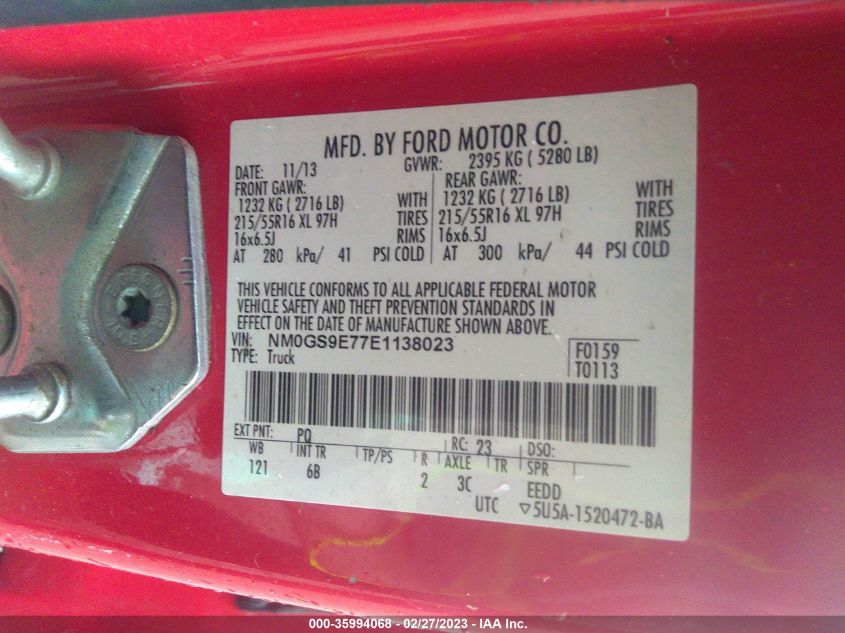 MFD. BY FORD MOTOR CO.
DATE: 11/13 GVWR: 2395 KG ( 5280 LB)
FRONT GAWR: REAR GAWR:
1232 KG ( 2716 LB) WITH 1232 KG ( 2716 LB) WITH
215/55R16 XL 97H TIRES 215/55R16 XL 97H TIRES
16x6.5J RIMS 16x6.5J RIMS
AT 280 kPa/ 41 PSI COLD AT 300 kPa/ 44 PSI COLD
THIS VEHICLE CONFORMS TO ALL APPLICABLE FEDERAL MOTOR
VEHICLE SAFETY AND THEFT PREVENTION STANDARDS IN
EFFECT ON THE DATE OF MANUFACTURE SHOWN ABOVE.
VIN: NM0GS9E77E1138023 F0159
TYPE: Truck T0113
EXT PNT: PQ RC: 23 DSO:
WB INT TR TP/PS R AXLE TR SPR
121 6B 2 3C EEDD
UTC ▽5U5A-1520472-BA
000-35994068 - 02/27/2023 - © IAA Inc.